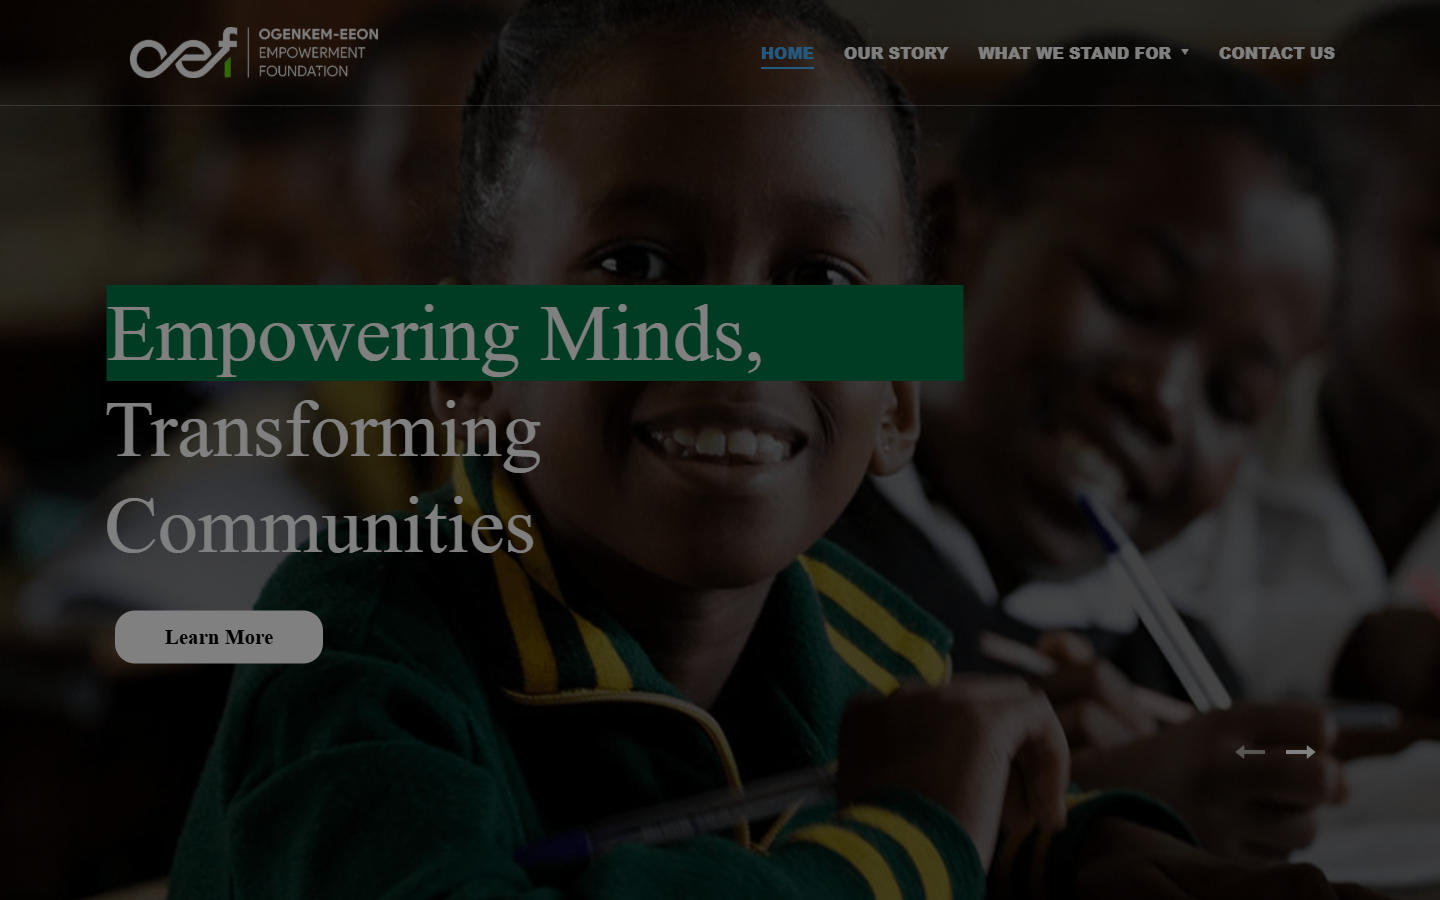 oef
OGENKEM-EEON
EMPOWERMENT
FOUNDATION
HOME
OUR STORY
WHAT WE STAND FOR
CONTACT US
Empowering Minds,
Transforming
Communities
Learn More